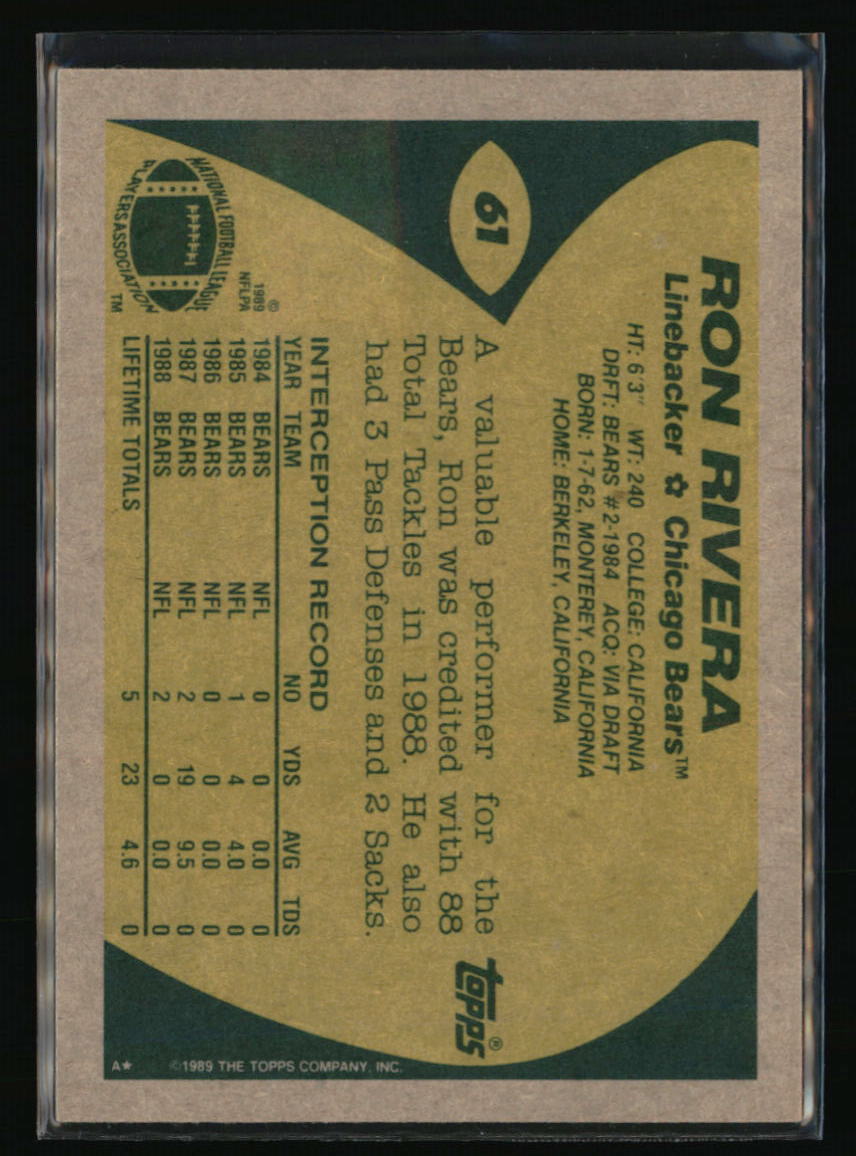 61
RON RIVERA
Linebacker ✩ Chicago Bears™
HT: 6'3" WT: 240 COLLEGE: CALIFORNIA
DRFT: BEARS #2-1984 ACQ: VIA DRAFT
BORN: 1-7-62, MONTEREY, CALIFORNIA
HOME: BERKELEY, CALIFORNIA
A valuable performer for the
Bears, Ron was credited with 88
Total Tackles in 1988. He also
had 3 Pass Defenses and 2 Sacks.
topps®
INTERCEPTION RECORD
YEAR TEAM NO YDS AVG TDS
1984 BEARS NFL 0 0 0.0 0
1985 BEARS NFL 1 4 4.0 0
1986 BEARS NFL 0 0 0.0 0
1987 BEARS NFL 2 19 9.5 0
1988 BEARS NFL 2 0 0.0 0
LIFETIME TOTALS 5 23 4.6 0
NATIONAL FOOTBALL LEAGUE
PLAYERS ASSOCIATION
TM
©
1989
NFLPA
©1989 THE TOPPS COMPANY, INC.
A★